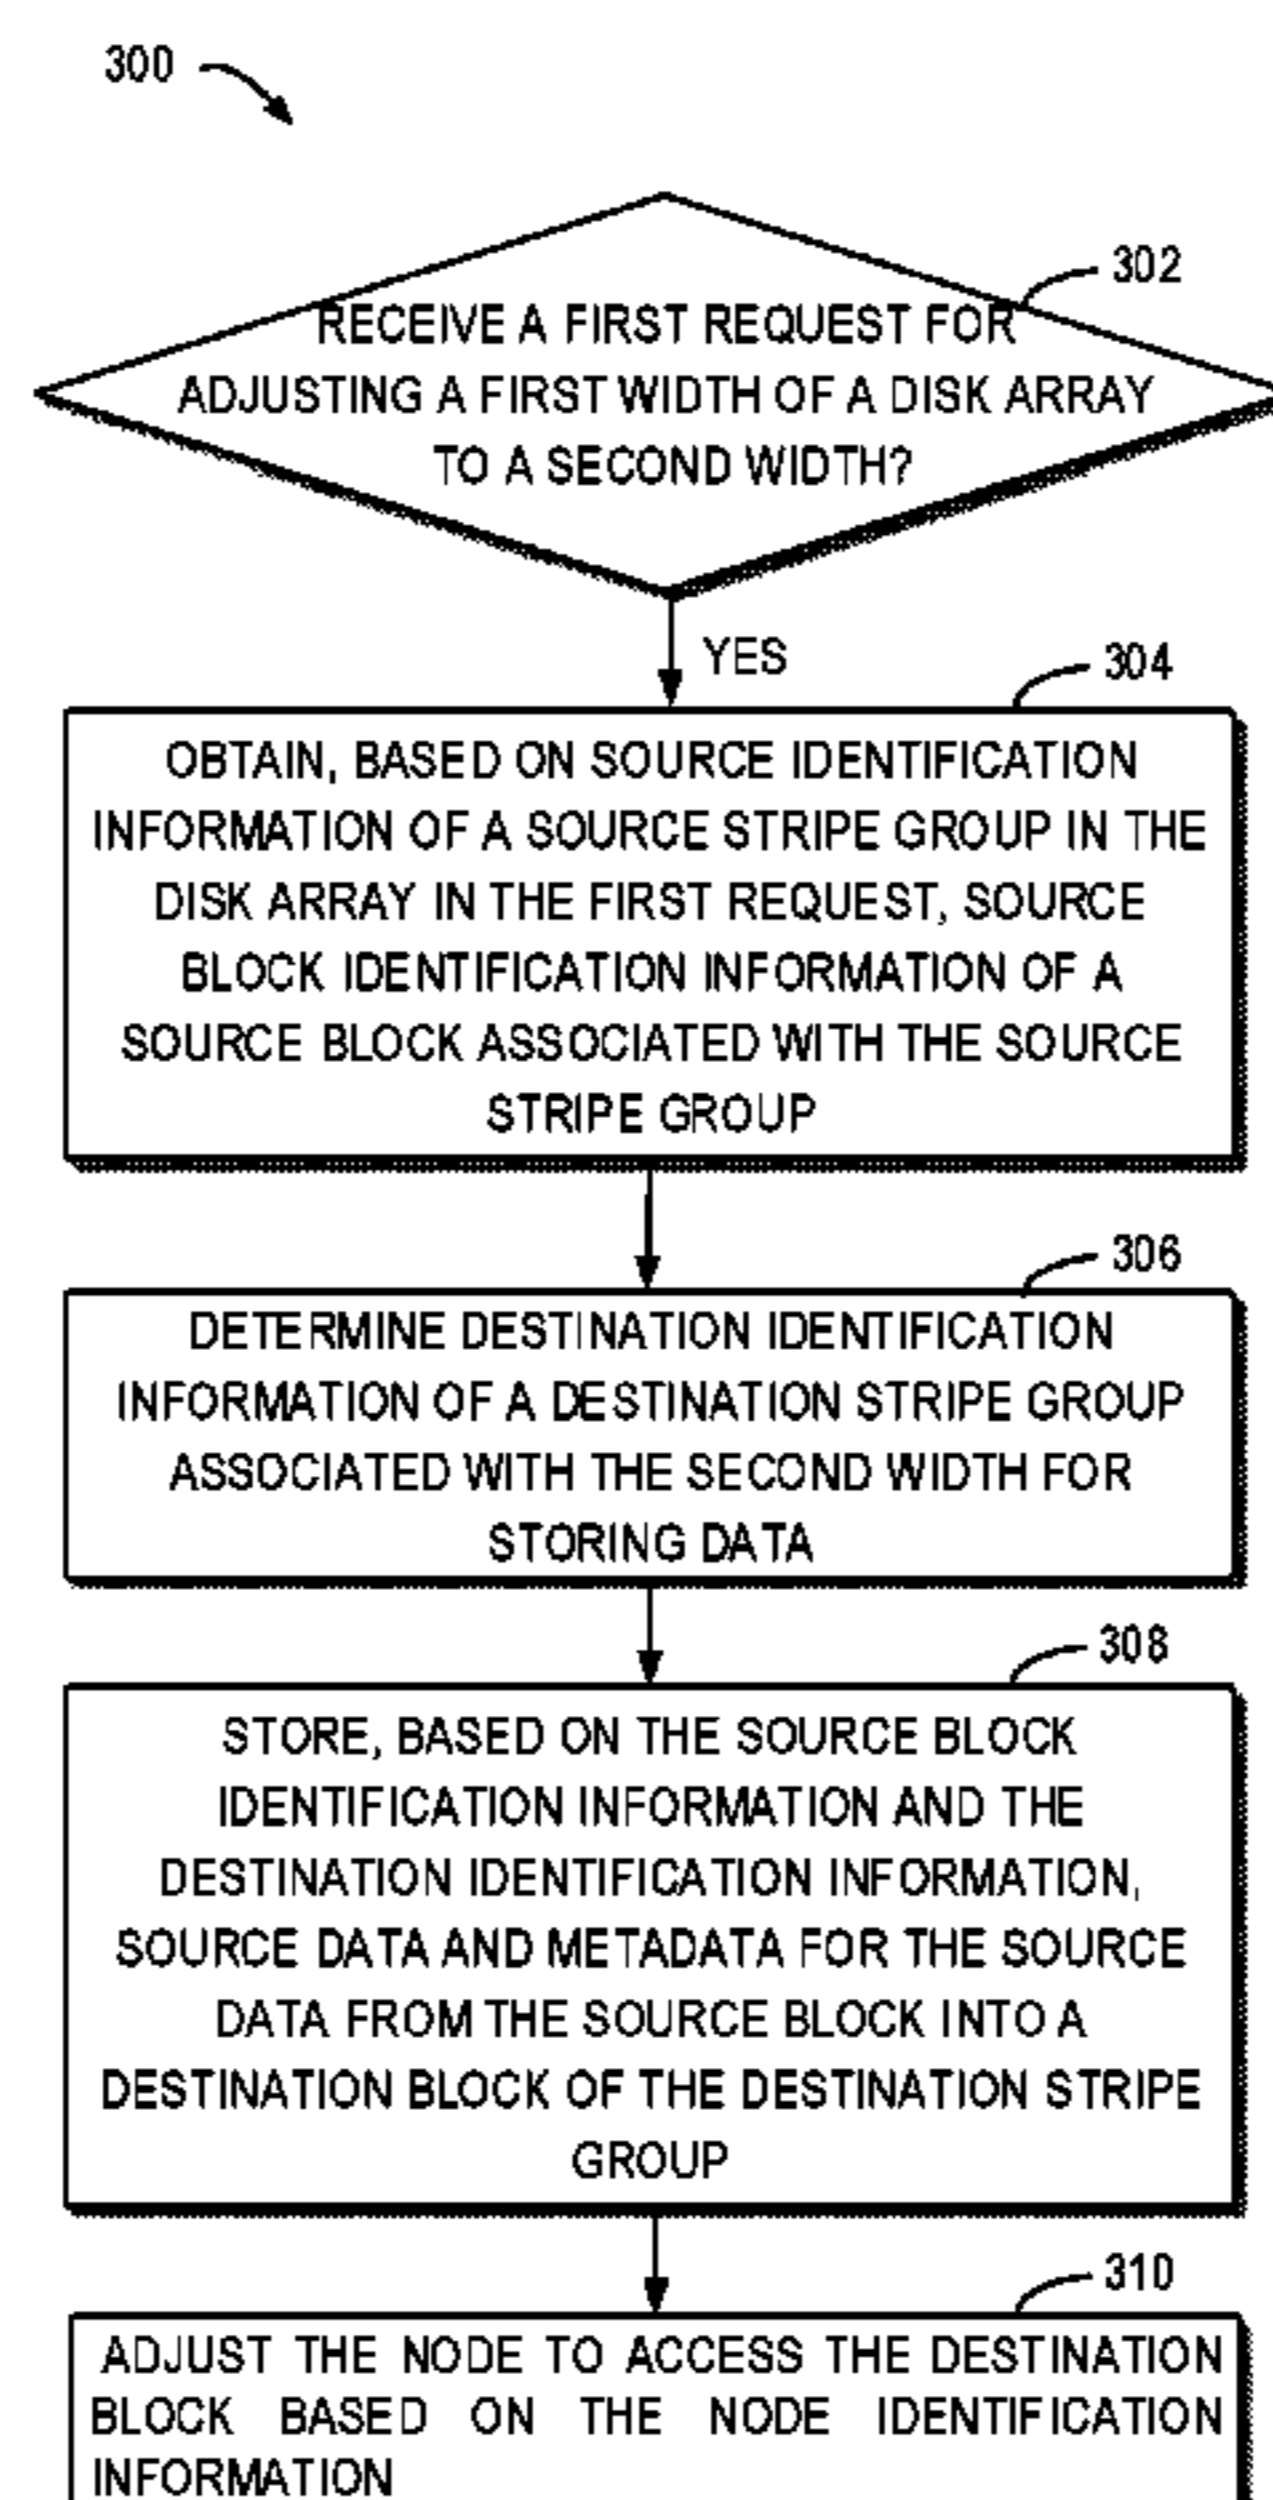 300
302
RECEIVE A FIRST REQUEST FOR
ADJUSTING A FIRST WIDTH OF A DISK ARRAY
TO A SECOND WIDTH?
YES
304
OBTAIN, BASED ON SOURCE IDENTIFICATION
INFORMATION OF A SOURCE STRIPE GROUP IN THE
DISK ARRAY IN THE FIRST REQUEST, SOURCE
BLOCK IDENTIFICATION INFORMATION OF A
SOURCE BLOCK ASSOCIATED WITH THE SOURCE
STRIPE GROUP
306
DETERMINE DESTINATION IDENTIFICATION
INFORMATION OF A DESTINATION STRIPE GROUP
ASSOCIATED WITH THE SECOND WIDTH FOR
STORING DATA
308
STORE, BASED ON THE SOURCE BLOCK
IDENTIFICATION INFORMATION AND THE
DESTINATION IDENTIFICATION INFORMATION,
SOURCE DATA AND METADATA FOR THE SOURCE
DATA FROM THE SOURCE BLOCK INTO A
DESTINATION BLOCK OF THE DESTINATION STRIPE
GROUP
310
ADJUST THE NODE TO ACCESS THE DESTINATION
BLOCK BASED ON THE NODE IDENTIFICATION
INFORMATION